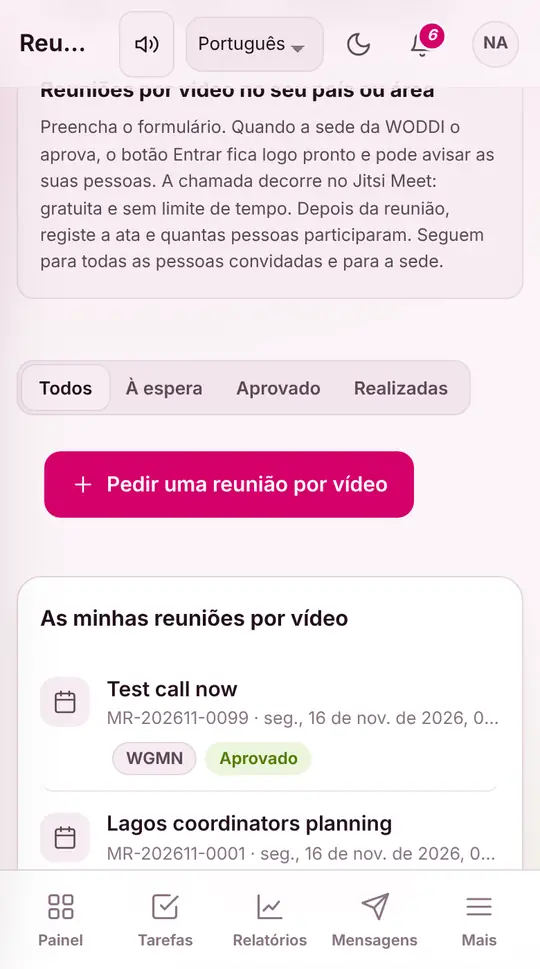 Reu...
Português
6
NA
Reuniões por vídeo no seu país ou área
Preencha o formulário. Quando a sede da WODDI o
aprova, o botão Entrar fica logo pronto e pode avisar as
suas pessoas. A chamada decorre no Jitsi Meet:
gratuita e sem limite de tempo. Depois da reunião,
registe a ata e quantas pessoas participaram. Seguem
para todas as pessoas convidadas e para a sede.
Todos
À espera
Aprovado
Realizadas
Pedir uma reunião por vídeo
As minhas reuniões por vídeo
Test call now
MR-202611-0099 · seg., 16 de nov. de 2026, 0...
WGMN
Aprovado
Lagos coordinators planning
MR-202611-0001 · seg., 16 de nov. de 2026, 0...
Painel
Tarefas
Relatórios
Mensagens
Mais